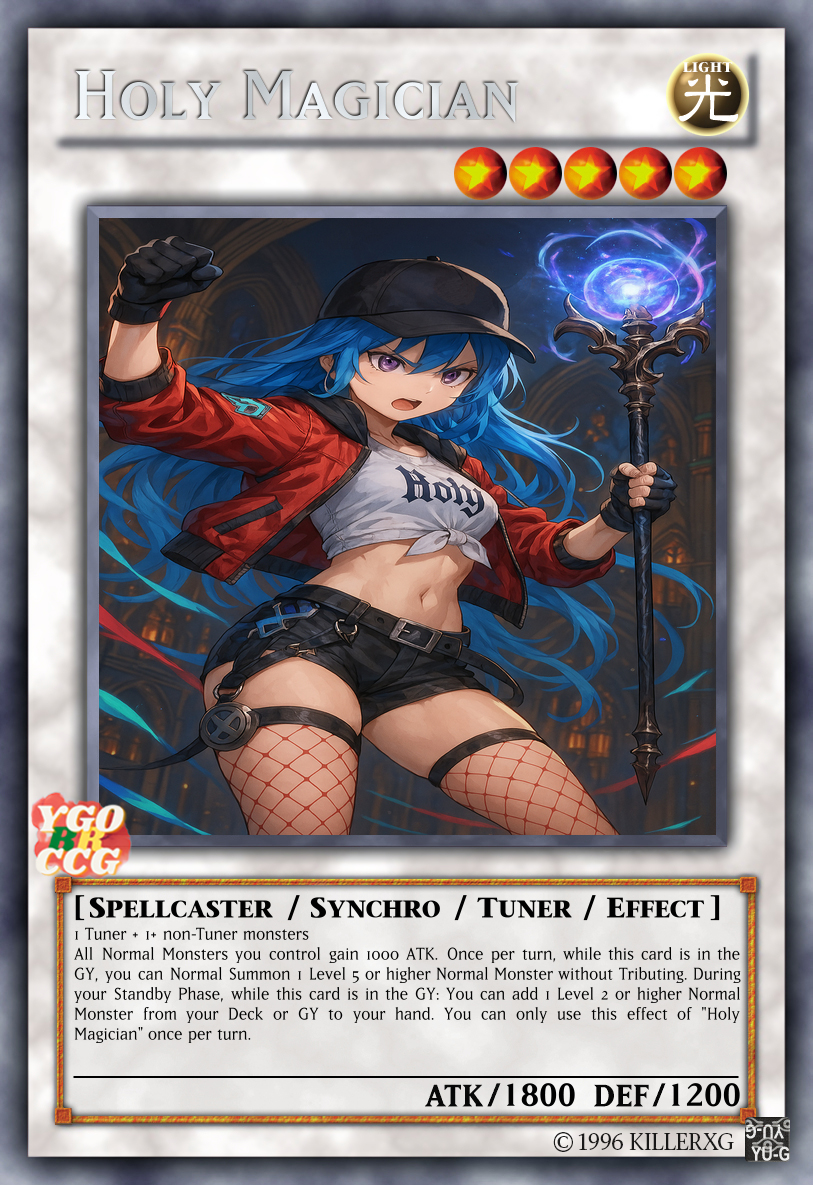 HOLY MAGICIAN
LIGHT
光
Holy
YGO
BR
CCG
[SPELLCASTER / SYNCHRO / TUNER / EFFECT]
1 Tuner + 1+ non-Tuner monsters
All Normal Monsters you control gain 1000 ATK. Once per turn, while this card is in the
GY, you can Normal Summon 1 Level 5 or higher Normal Monster without Tributing. During
your Standby Phase, while this card is in the GY: You can add 1 Level 2 or higher Normal
Monster from your Deck or GY to your hand. You can only use this effect of "Holy
Magician" once per turn.
ATK/1800 DEF/1200
© 1996 KILLERXG
YU-G